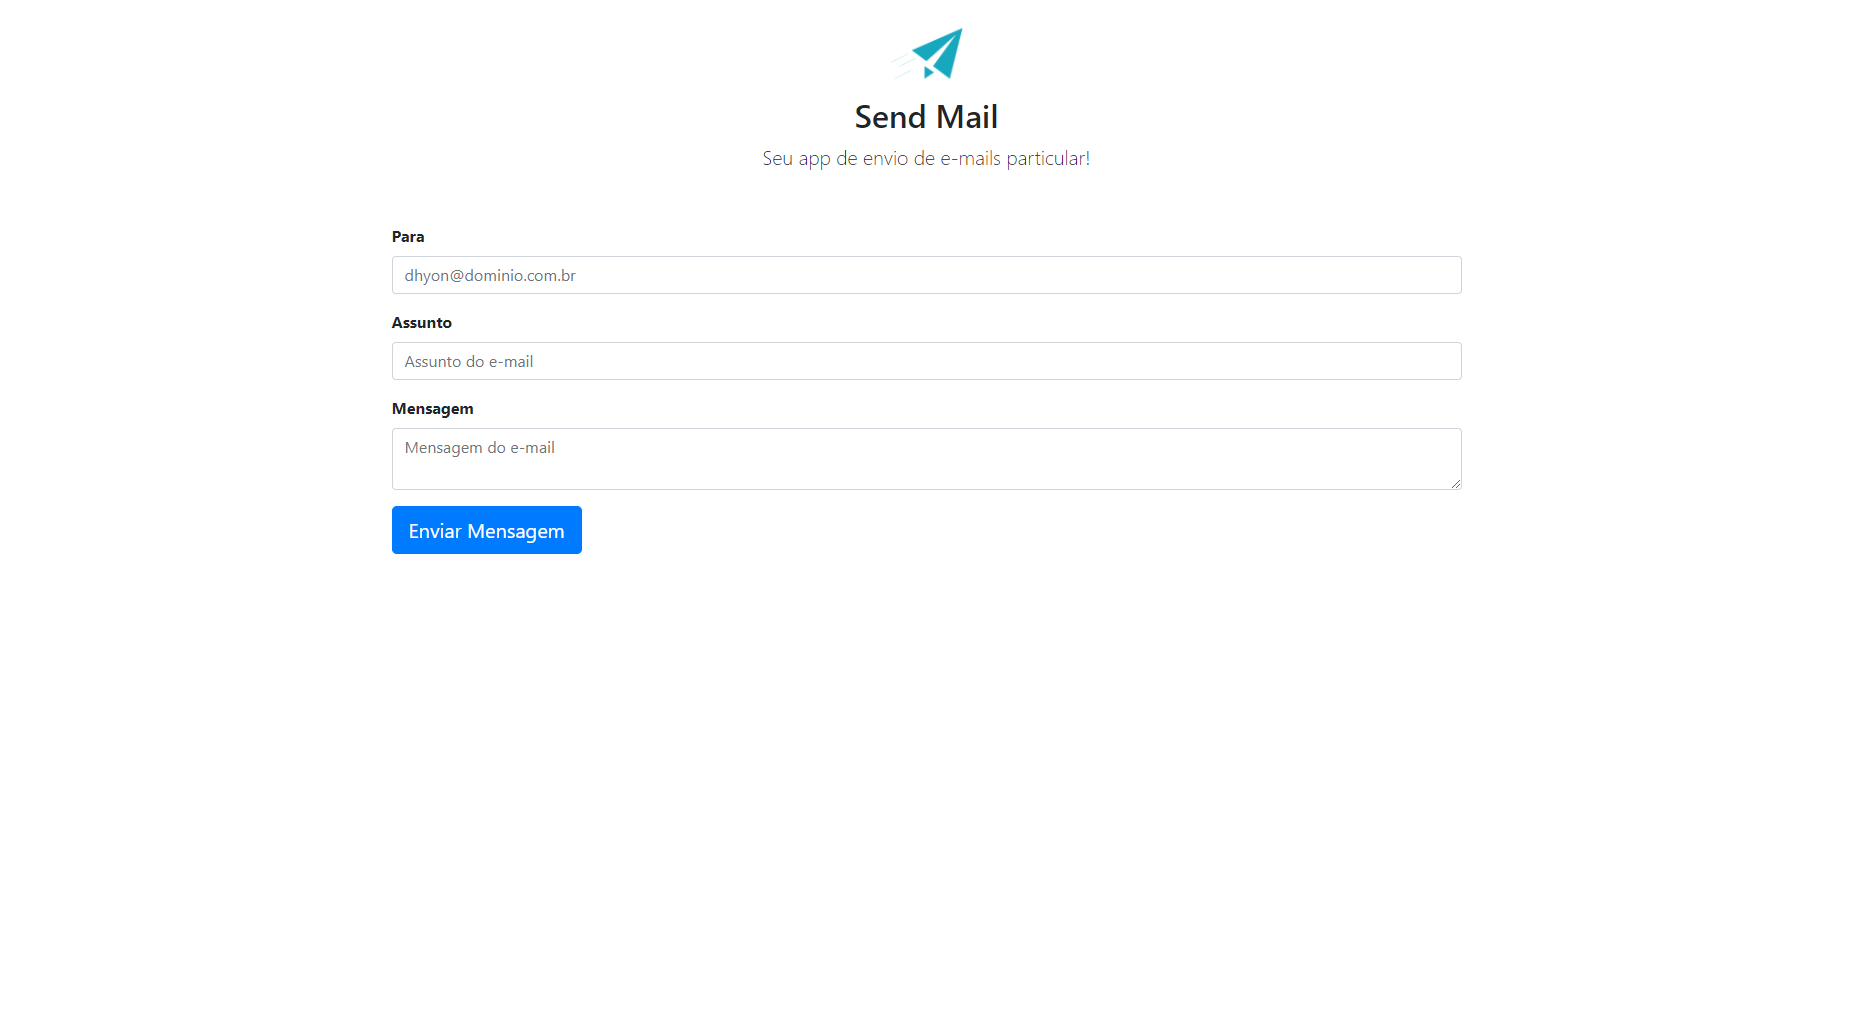 Send Mail
Seu app de envio de e-mails particular!
Para
dhyon@dominio.com.br
Assunto
Assunto do e-mail
Mensagem
Mensagem do e-mail
Enviar Mensagem